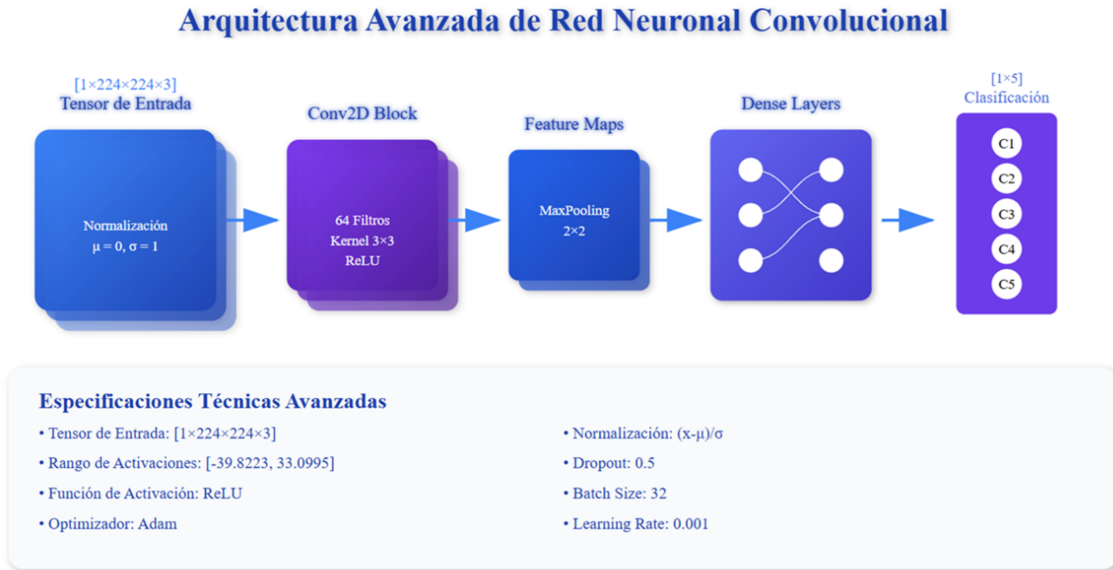 Arquitectura Avanzada de Red Neuronal Convolucional
[1×224×224×3]
Tensor de Entrada
Normalización
μ = 0, σ = 1
Conv2D Block
64 Filtros
Kernel 3×3
ReLU
Feature Maps
MaxPooling
2×2
Dense Layers
[1×5]
Clasificación
C1
C2
C3
C4
C5
Especificaciones Técnicas Avanzadas
• Tensor de Entrada: [1×224×224×3]
• Rango de Activaciones: [-39.8223, 33.0995]
• Función de Activación: ReLU
• Optimizador: Adam
• Normalización: (x-μ)/σ
• Dropout: 0.5
• Batch Size: 32
• Learning Rate: 0.001